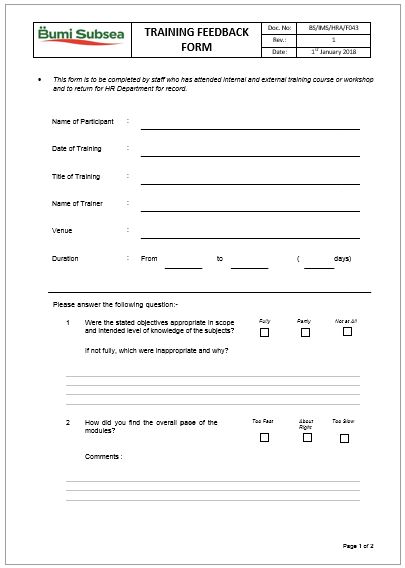 Bumi Subsea
TRAINING FEEDBACK
FORM
Doc. No: BS/IMS/HRA/F043
Rev.: 1
Date: 1st January 2018
• This form is to be completed by staff who has attended internal and external training course or workshop
and to return for HR Department for record.
Name of Participant :
Date of Training :
Title of Training :
Name of Trainer :
Venue :
Duration : From to ( days)
Please answer the following question:-
1 Were the stated objectives appropriate in scope
and intended level of knowledge of the subjects?
Fully Partly Not at All
If not fully, which were inappropriate and why?
2 How did you find the overall pace of the
modules?
Too Fast About Right Too Slow
Comments :
Page 1 of 2